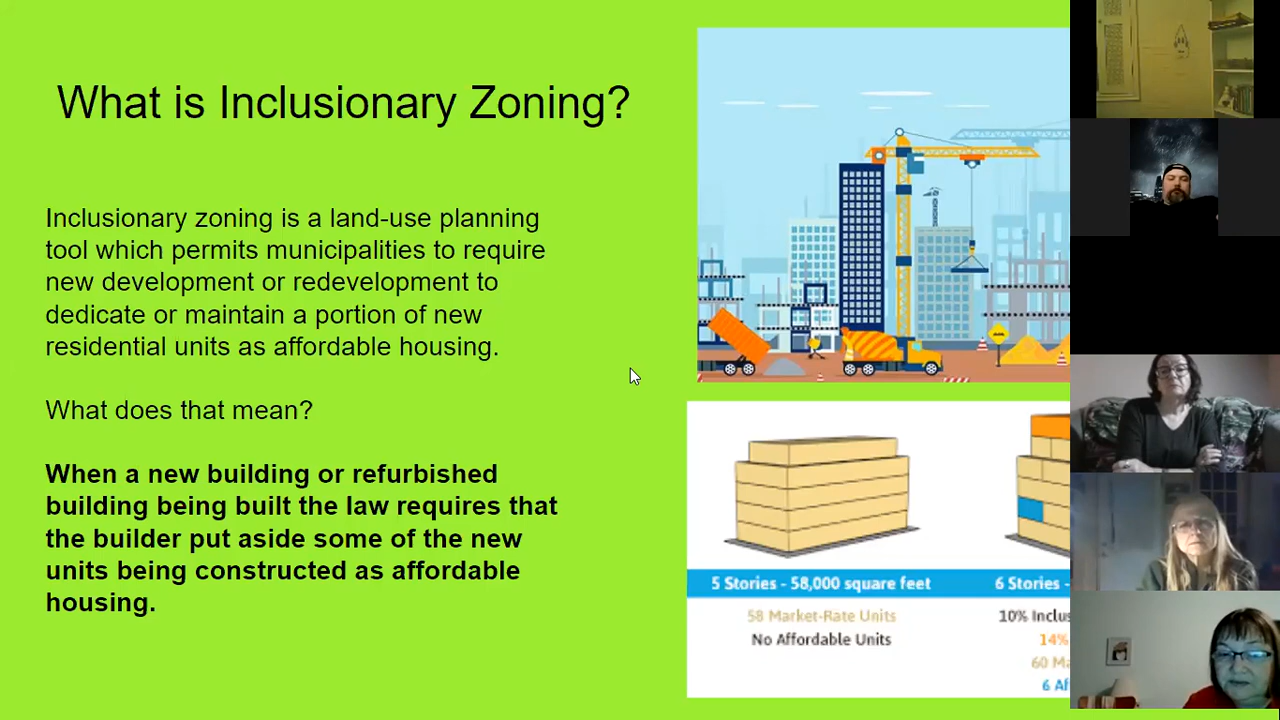 What is Inclusionary Zoning?
Inclusionary zoning is a land-use planning
tool which permits municipalities to require
new development or redevelopment to
dedicate or maintain a portion of new
residential units as affordable housing.
What does that mean?
When a new building or refurbished
building being built the law requires that
the builder put aside some of the new
units being constructed as affordable
housing.
5 Stories - 58,000 square feet
58 Market-Rate Units
No Affordable Units
6 Stories -
10%
14%
60
6